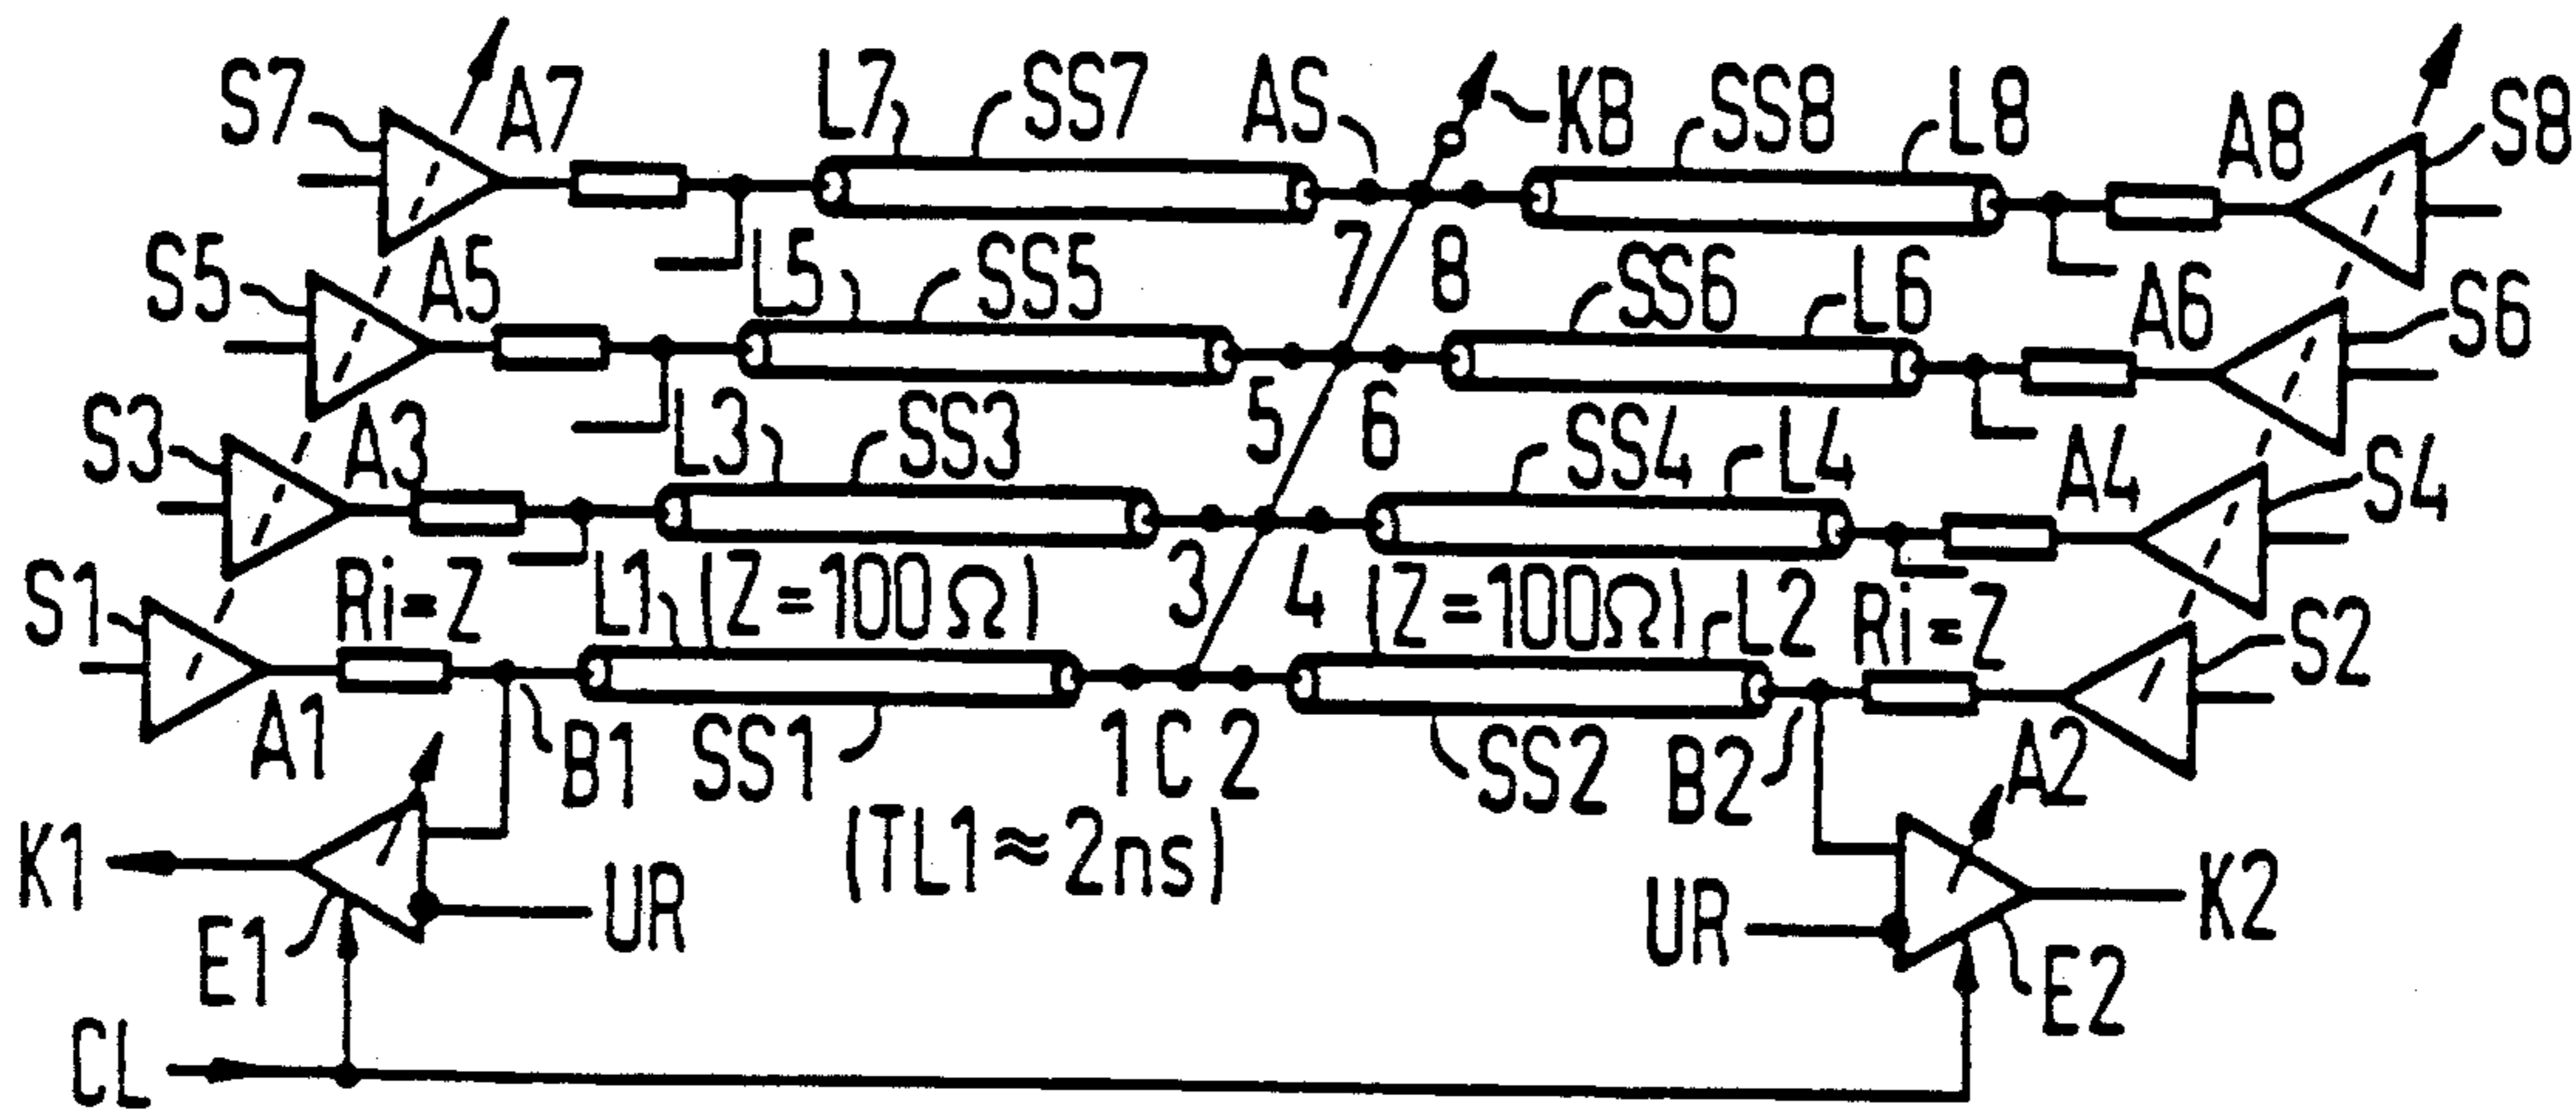 S7 A7 L7 SS7 AS KB SS8 L8 A8 S8
7 8
S5 A5 L5 SS5 SS6 L6 A6 S6
5 6
S3 A3 L3 SS3 SS4 L4 A4 S4
3 4
S1 Ri=Z L1 (Z=100Ω) (Z=100Ω) L2 Ri=Z S2
A1 B1 SS1 1 C 2 SS2 B2 A2
(TL1≈2ns)
K1 UR UR K2
E1 E2
CL